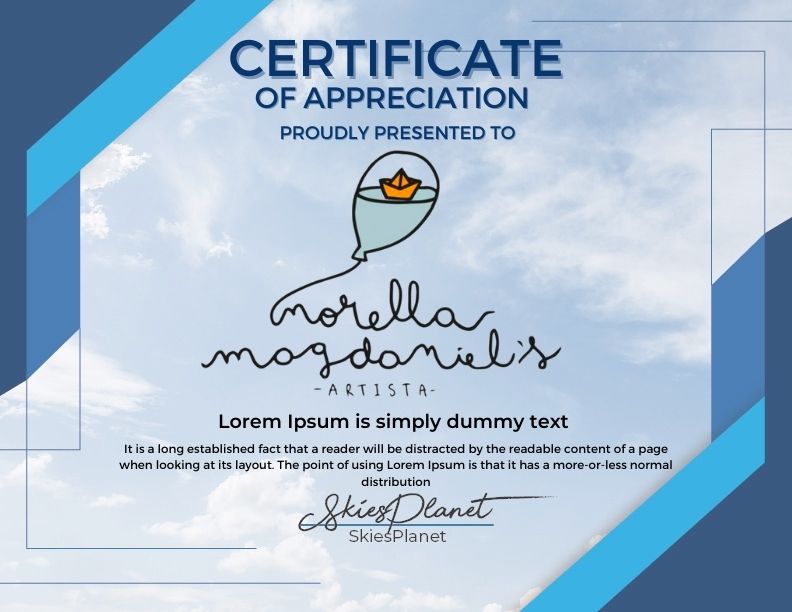 CERTIFICATE
OF APPRECIATION
PROUDLY PRESENTED TO
morella
magdaniel's
-ARTISTA-
Lorem Ipsum is simply dummy text
It is a long established fact that a reader will be distracted by the readable content of a page
when looking at its layout. The point of using Lorem Ipsum is that it has a more-or-less normal
distribution
SkiesPlanet
SkiesPlanet